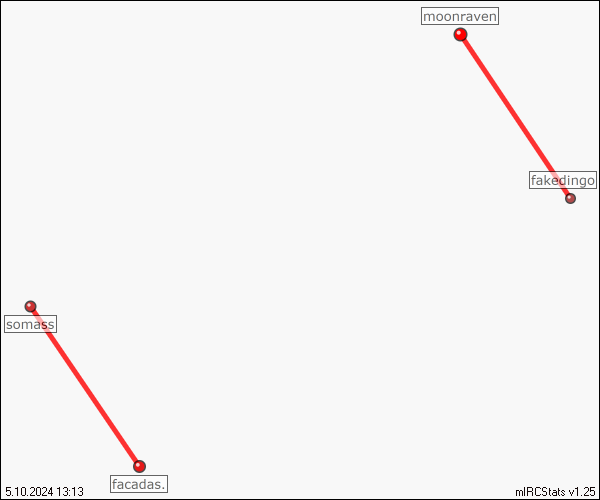 moonraven
fakedingo
somass
facadas.
5.10.2024 13:13
mIRCStats v1.25